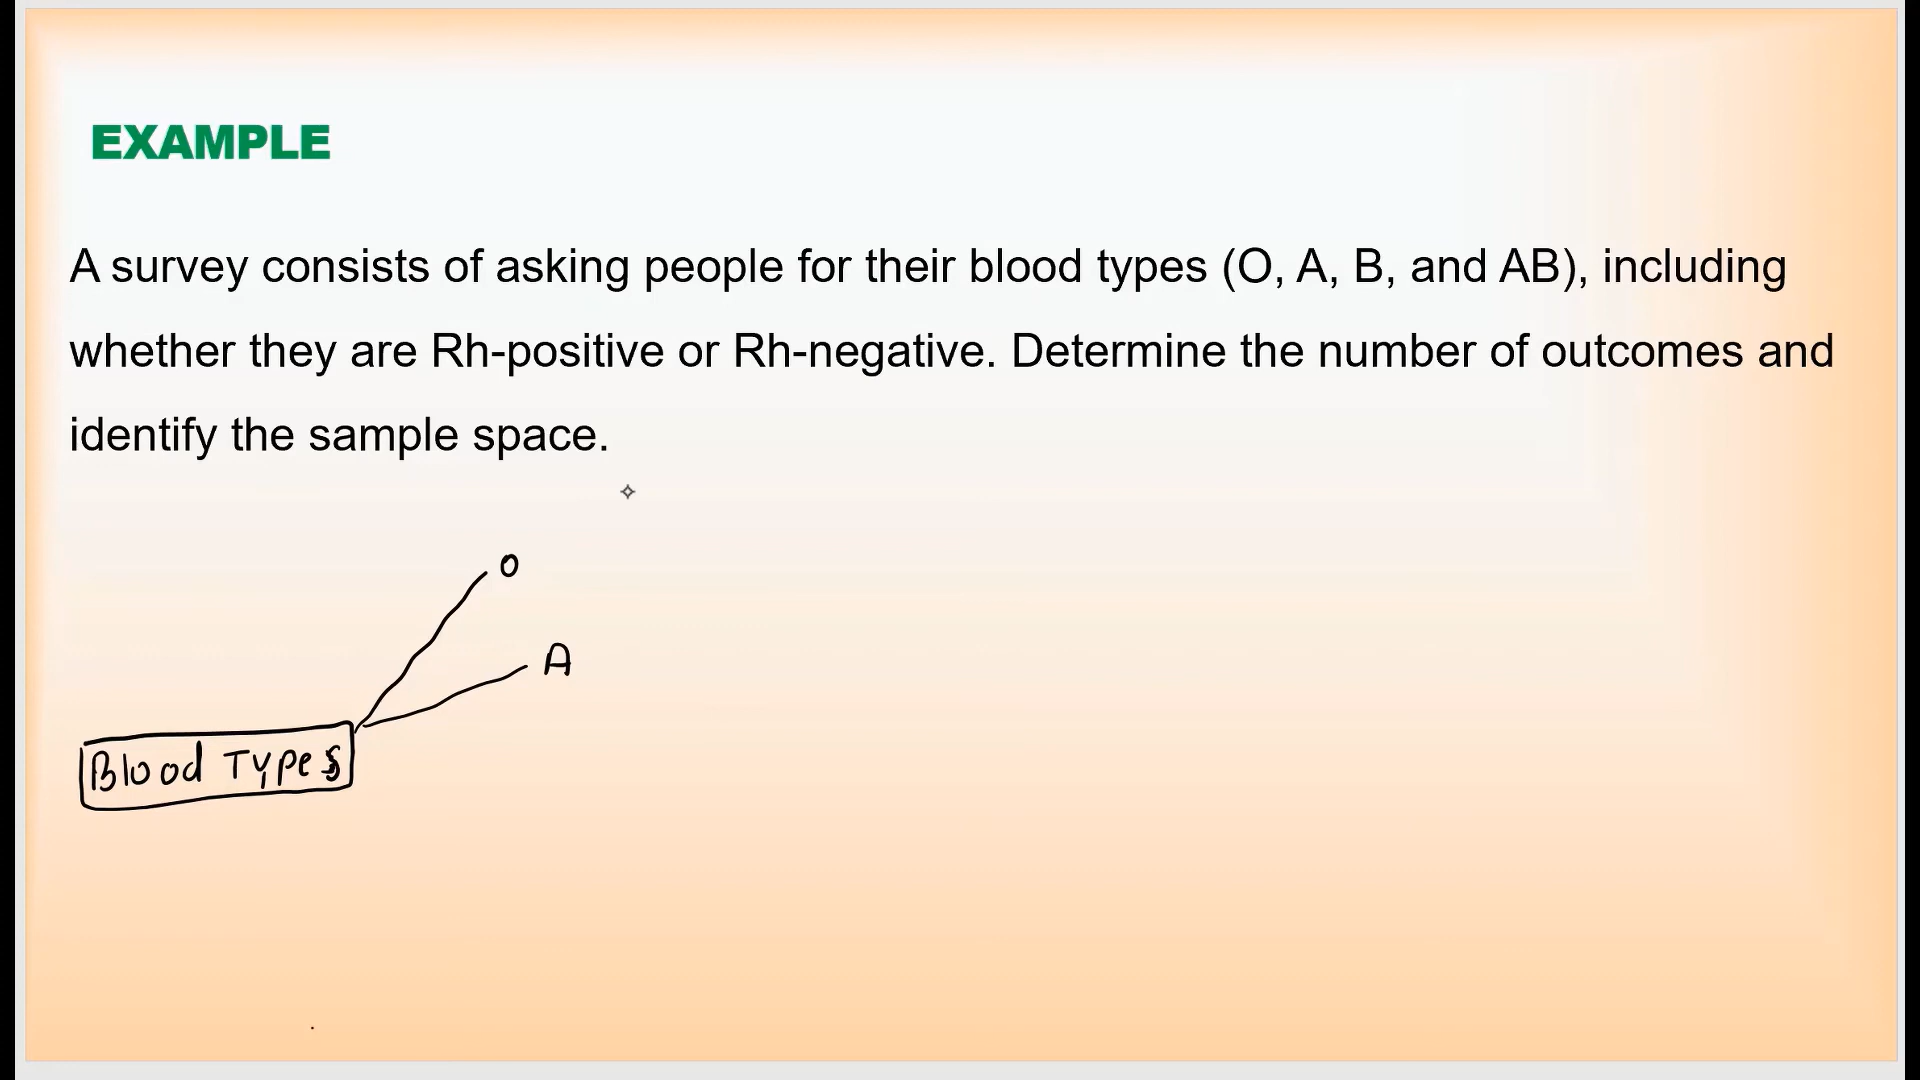 EXAMPLE
A survey consists of asking people for their blood types (O, A, B, and AB), including
whether they are Rh-positive or Rh-negative. Determine the number of outcomes and
identify the sample space.
O
A
Blood Types